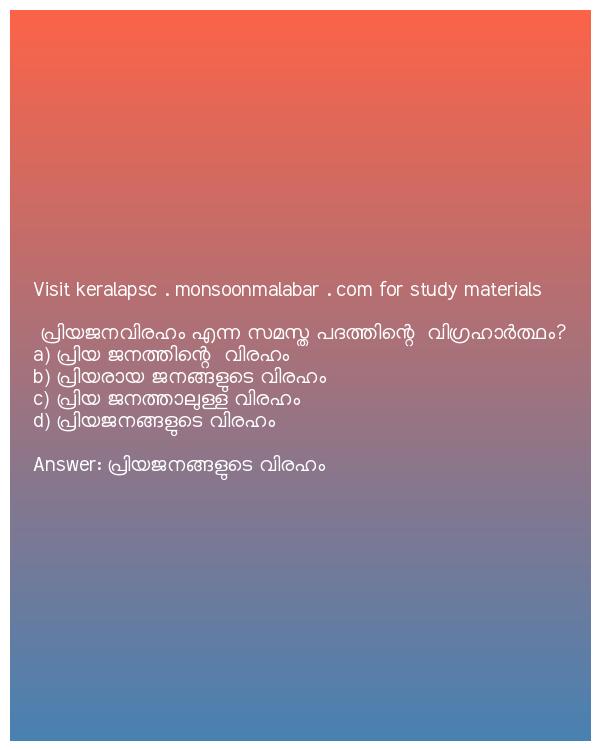 Visit keralapsc . monsoonmalabar . com for study materials
പ്രിയജനവിരഹം എന്ന സമസ്ത പദത്തിന്റെ വിഗ്രഹാർത്ഥം?
a) പ്രിയ ജനത്തിന്റെ വിരഹം
b) പ്രിയരായ ജനങ്ങളുടെ വിരഹം
c) പ്രിയ ജനത്താലുള്ള വിരഹം
d) പ്രിയജനങ്ങളുടെ വിരഹം
Answer: പ്രിയജനങ്ങളുടെ വിരഹം